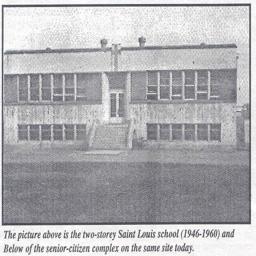 The picture above is the two-storey Saint Louis school (1946-1960) and
Below of the senior-citizen complex on the same site today.